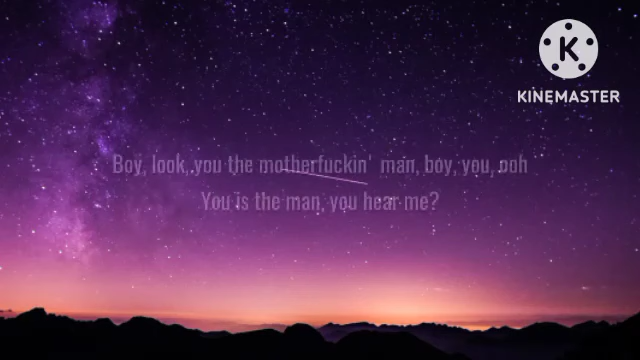 KINEMASTER
Boy, look, you the motherfuckin' man, boy, you, ooh
You is the man, you hear me?